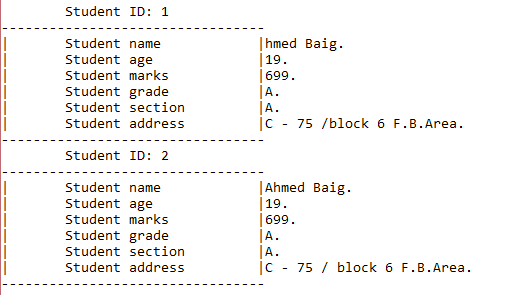 Student ID: 1
---------------------------------
| Student name |hmed Baig.
| Student age |19.
| Student marks |699.
| Student grade |A.
| Student section |A.
| Student address |C - 75 /block 6 F.B.Area.
---------------------------------
Student ID: 2
---------------------------------
| Student name |Ahmed Baig.
| Student age |19.
| Student marks |699.
| Student grade |A.
| Student section |A.
| Student address |C - 75 / block 6 F.B.Area.
---------------------------------